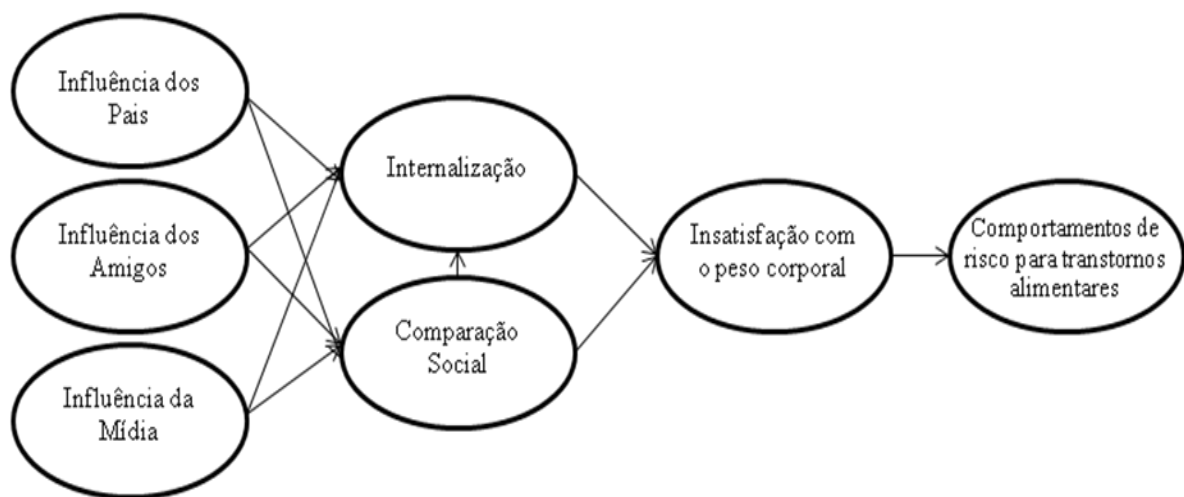 Influência dos
Pais
Influência dos
Amigos
Influência da
Mídia
Internalização
Comparação
Social
Insatisfação com
o peso corporal
Comportamentos de
risco para transtornos
alimentares